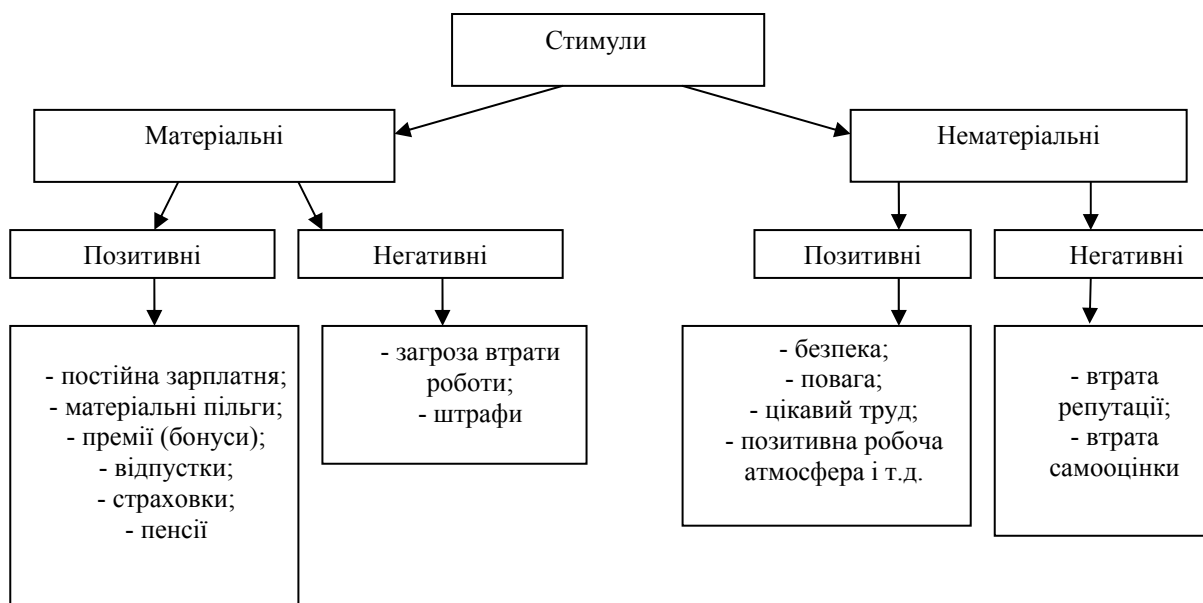 Стимули
Матеріальні
Нематеріальні
Позитивні
Негативні
Позитивні
Негативні
- постійна зарплатня;
- матеріальні пільги;
- премії (бонуси);
- відпустки;
- страховки;
- пенсії
- загроза втрати
роботи;
- штрафи
- безпека;
- повага;
- цікавий труд;
- позитивна робоча
атмосфера і т.д.
- втрата
репутації;
- втрата
самооцінки